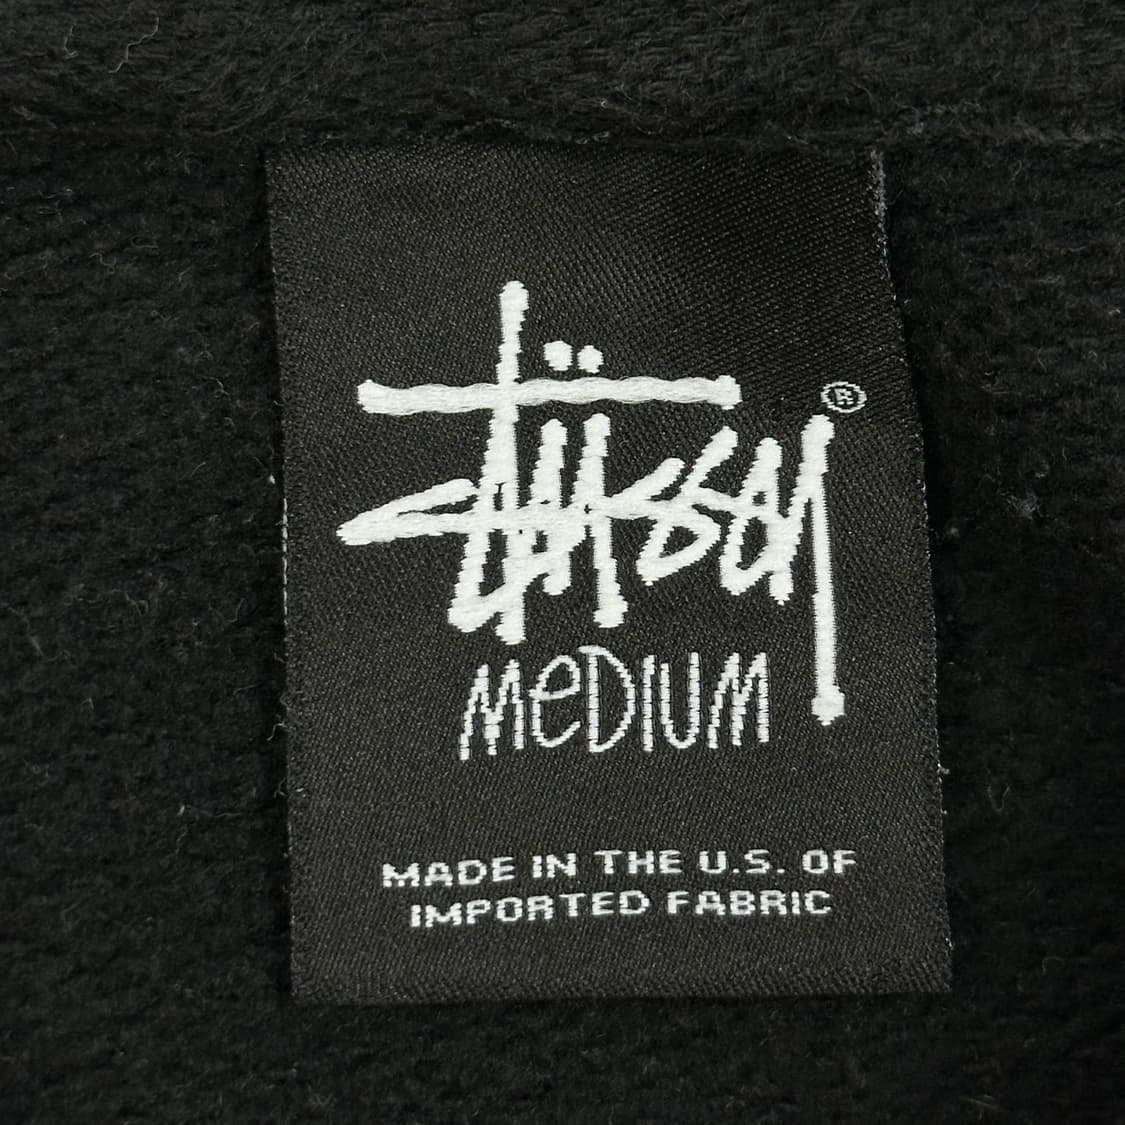 Stüssy ®
MeDIUM
MADE IN THE U.S. OF
IMPORTED FABRIC